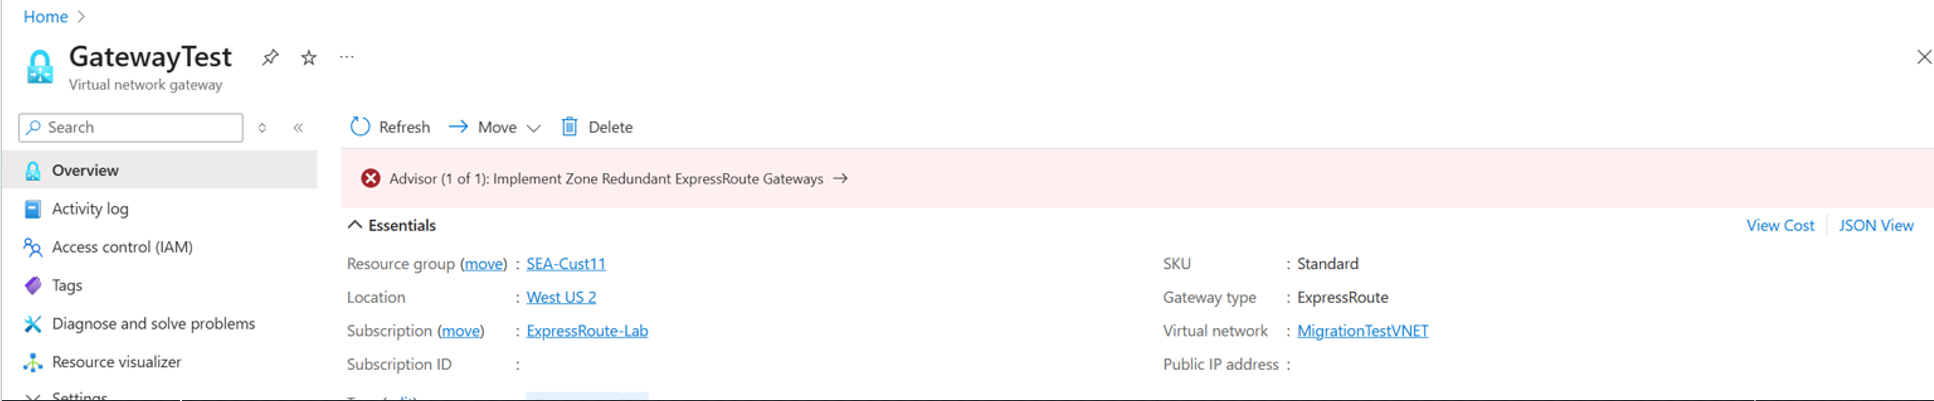 Home >
GatewayTest
Virtual network gateway
Search
Refresh Move Delete
Overview
Advisor (1 of 1): Implement Zone Redundant ExpressRoute Gateways →
Activity log
Essentials
View Cost JSON View
Access control (IAM)
Resource group (move) : SEA-Cust11
SKU : Standard
Tags
Location : West US 2
Gateway type : ExpressRoute
Diagnose and solve problems
Subscription (move) : ExpressRoute-Lab
Virtual network : MigrationTestVNET
Resource visualizer
Subscription ID :
Public IP address :
Settings